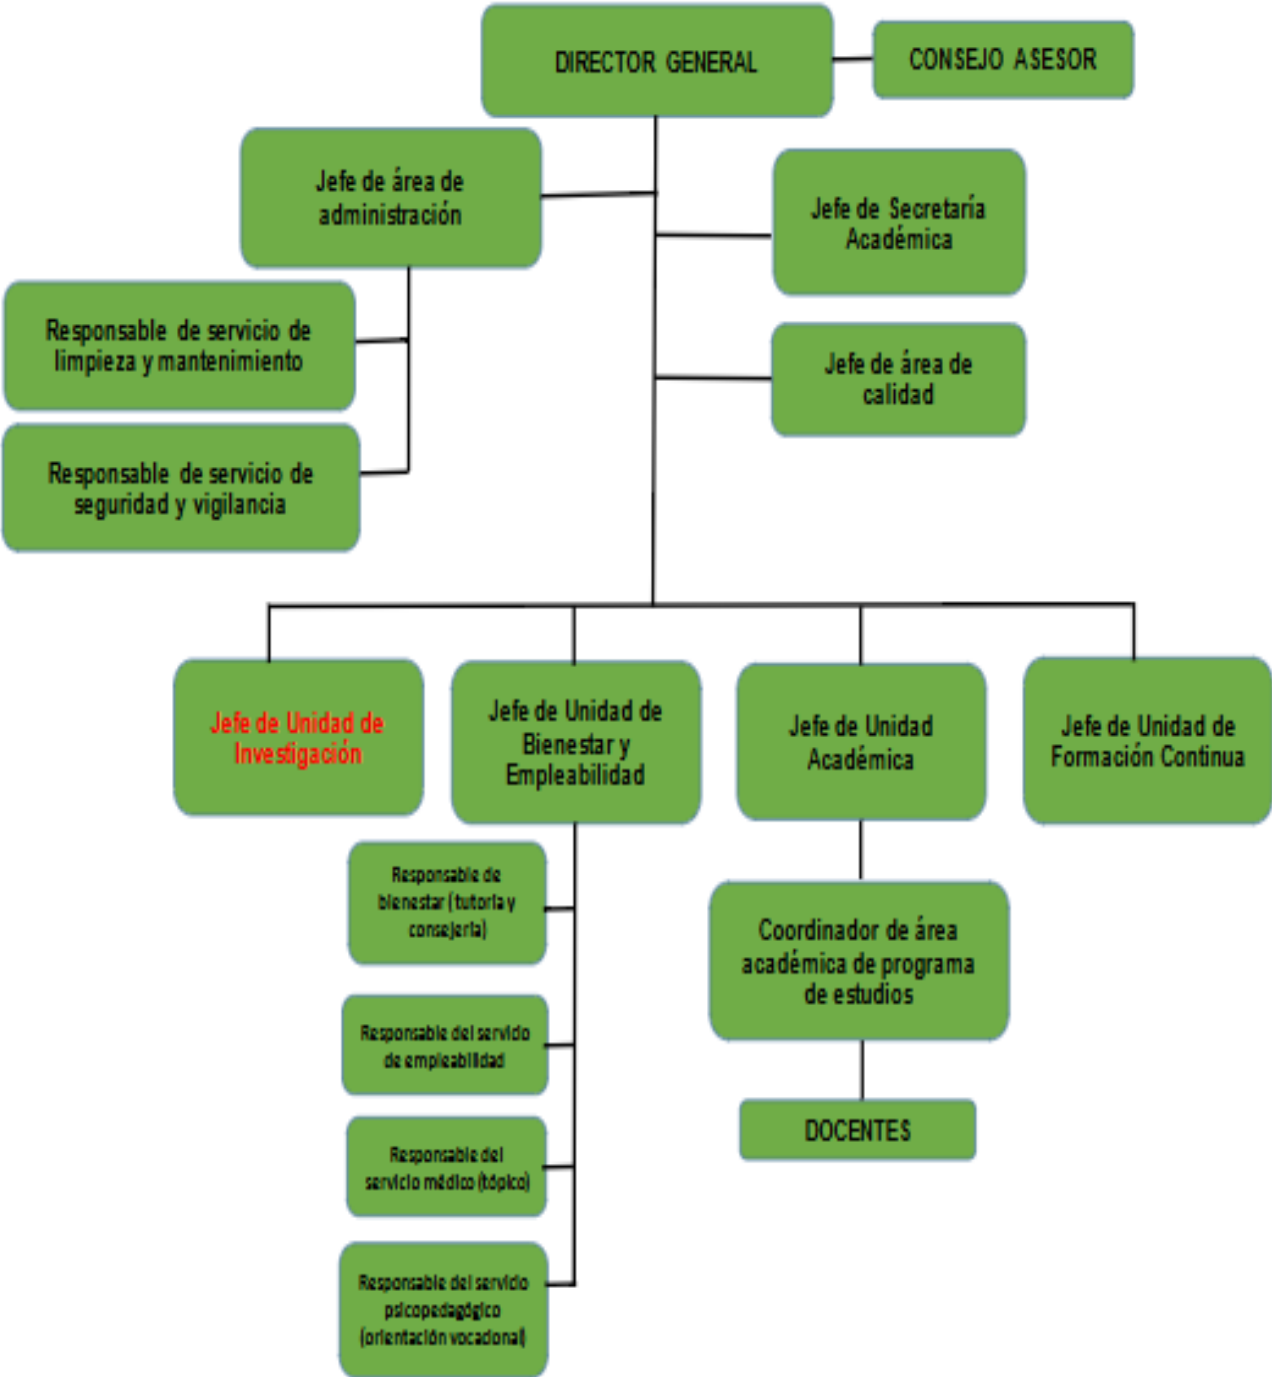 DIRECTOR GENERAL
CONSEJO ASESOR
Jefe de área de
administración
Jefe de Secretaría
Académica
Responsable de servicio de
limpieza y mantenimiento
Jefe de área de
calidad
Responsable de servicio de
seguridad y vigilancia
Jefe de Unidad de
Investigación
Jefe de Unidad de
Bienestar y
Empleabilidad
Jefe de Unidad
Académica
Jefe de Unidad de
Formación Continua
Responsable de
bienestar (tutoría y
consejería)
Coordinador de área
académica de programa
de estudios
Responsable del servicio
de empleabilidad
DOCENTES
Responsable del
servicio médico (tópico)
Responsable del servicio
psicopedagógico
(orientación vocacional)